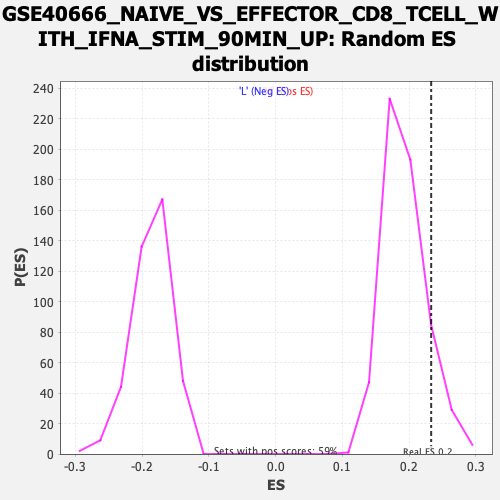 GSE40666_NAIVE_VS_EFFECTOR_CD8_TCELL_W
ITH_IFNA_STIM_90MIN_UP: Random ES
distribution
'L' (Neg ES)
os ES)
240
220
200
180
160
140
120
100
80
60
40
20
0
P(ES)
Sets with pos scores: 59%
Real ES 0.2
-0.3 -0.2 -0.1 0.0 0.1 0.2 0.3
ES